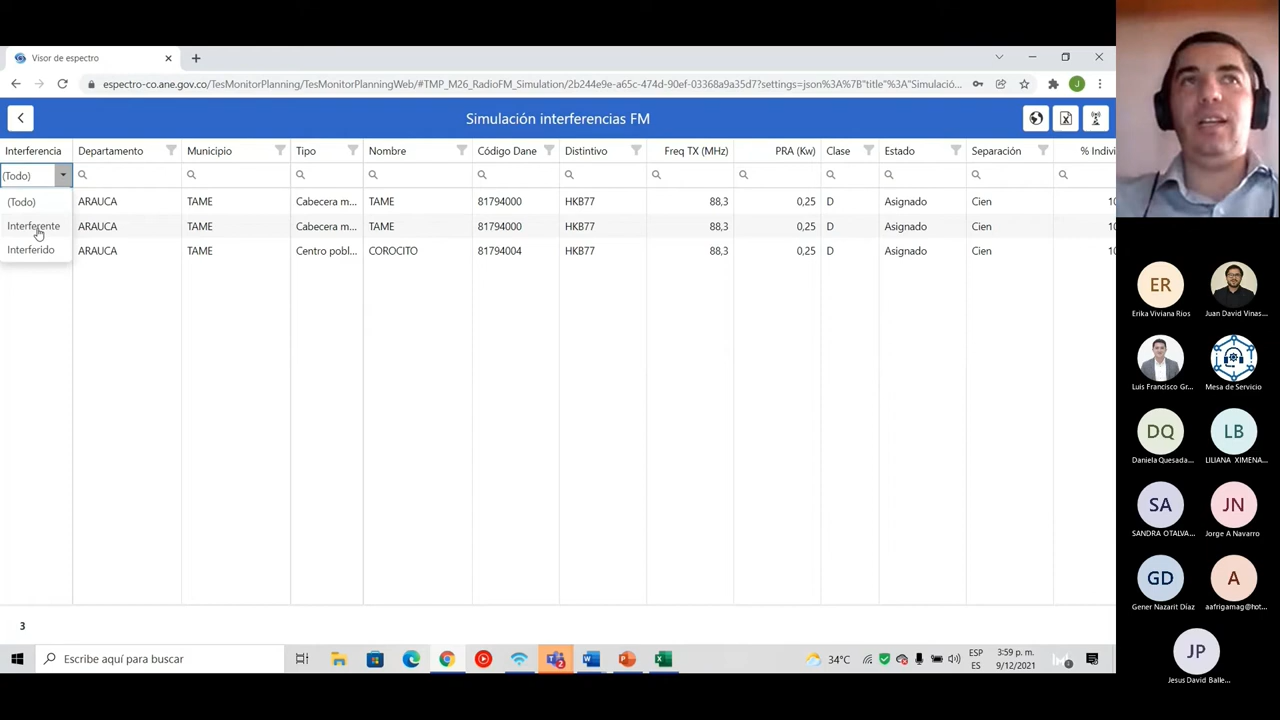 Visor de espectro
espectro-co.ane.gov.co/TesMonitorPlanning/TesMonitorPlanningWeb/#TMP_M26_RadioFM_Simulation/2b244e9e-a65c-474d-90ef-03368a9a35d7?settings=json%3A%7B"title"%3A"Simulació...
J
Simulación interferencias FM
Interferencia Departamento Municipio Tipo Nombre Código Dane Distintivo Freq TX (MHz) PRA (Kw) Clase Estado Separación % Indivi
(Todo)
(Todo) ARAUCA TAME Cabecera m... TAME 81794000 HKB77 88,3 0,25 D Asignado Cien 10
Interferente ARAUCA TAME Cabecera m... TAME 81794000 HKB77 88,3 0,25 D Asignado Cien 10
Interferido ARAUCA TAME Centro pobl... COROCITO 81794004 HKB77 88,3 0,25 D Asignado Cien 10
3
Escribe aquí para buscar
2
34°C
ESP
ES
3:59 p. m.
9/12/2021
ER
Erika Viviana Rios
Juan David Vinas...
Luis Francisco Gr...
Mesa de Servicio
DQ
Daniela Quesada...
LB
LILIANA XIMENA...
SA
SANDRA OTALVA...
JN
Jorge A Navarro
GD
Gener Nazarit Díaz
A
aafrigamag@hot...
JP
Jesus David Balle...